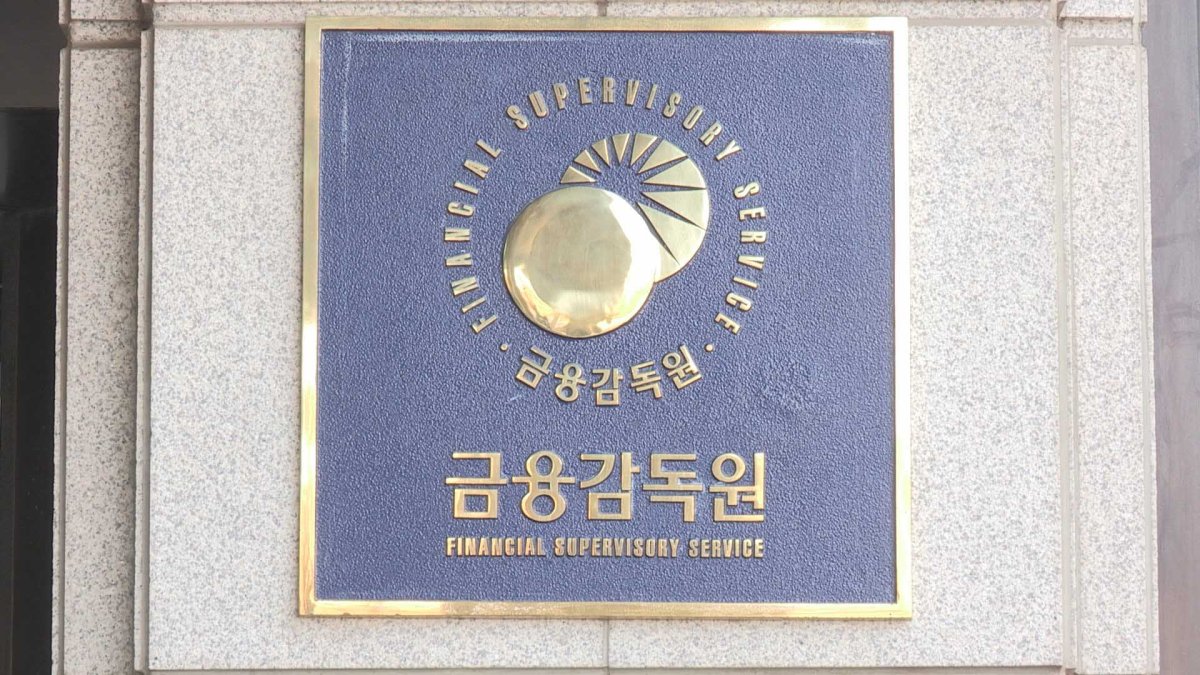 FINANCIAL SUPERVISORY SERVICE
· 금융감독원 ·
금융감독원
FINANCIAL SUPERVISORY SERVICE